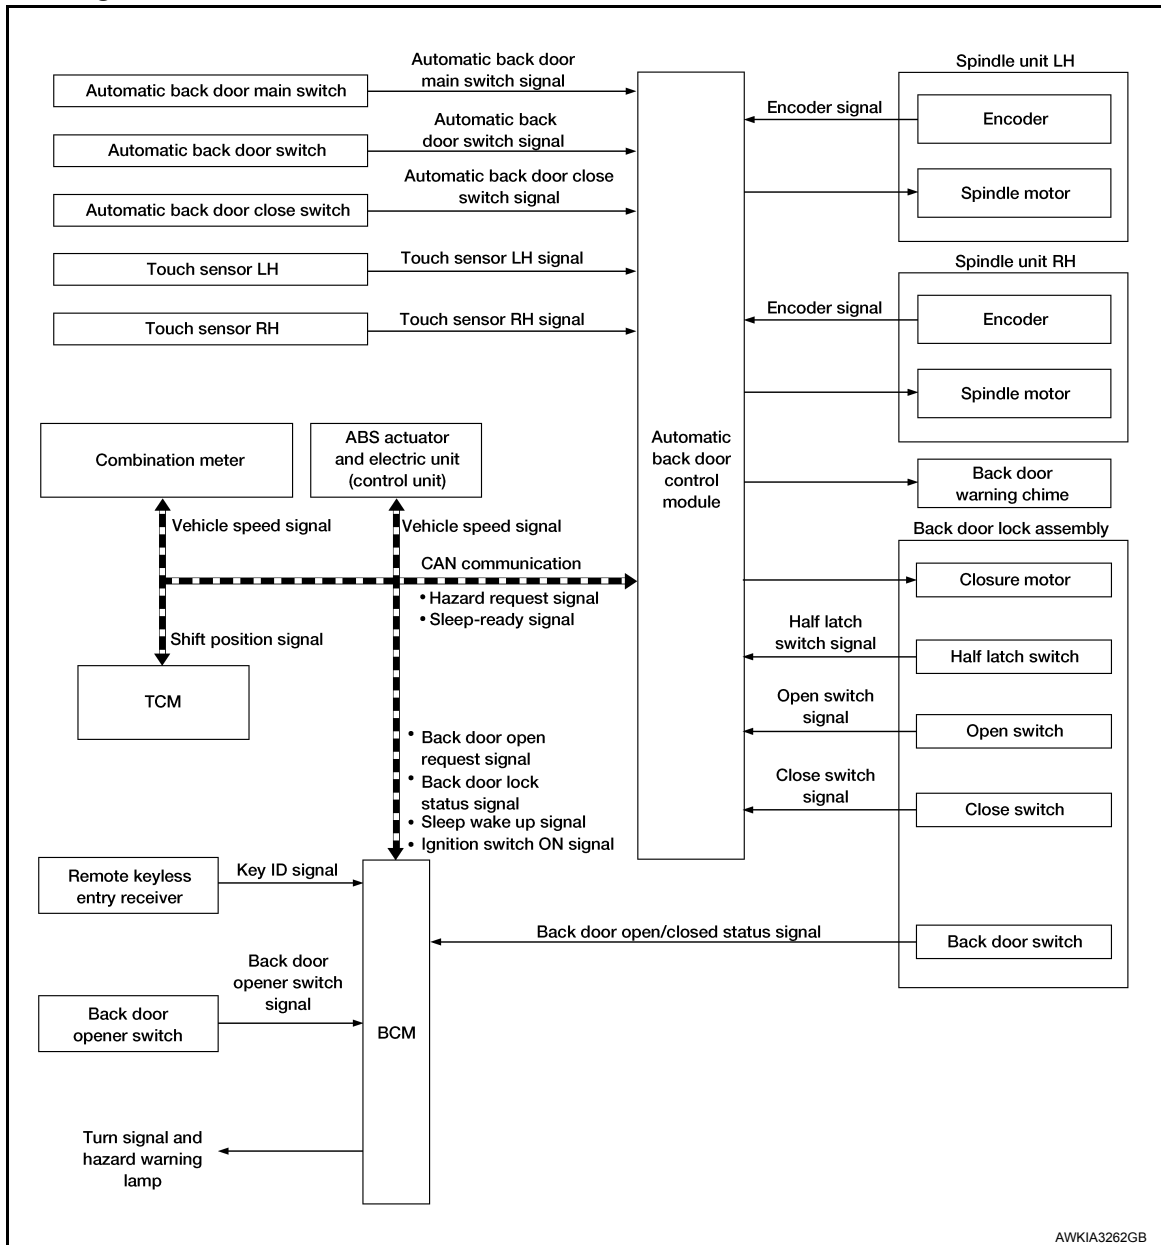 Automatic back door
main switch signal
Automatic back door main switch
Automatic back
door switch signal
Automatic back door switch
Automatic back door close
switch signal
Automatic back door close switch
Touch sensor LH
Touch sensor LH signal
Touch sensor RH
Touch sensor RH signal
Spindle unit LH
Encoder signal
Encoder
Spindle motor
Spindle unit RH
Encoder signal
Encoder
Spindle motor
Automatic
back door
control
module
Back door
warning chime
Back door lock assembly
Closure motor
Half latch
switch signal
Half latch switch
Open switch
signal
Open switch
Close switch
signal
Close switch
Combination meter
ABS actuator
and electric unit
(control unit)
Vehicle speed signal
Vehicle speed signal
CAN communication
• Hazard request signal
• Sleep-ready signal
Shift position signal
TCM
• Back door open
request signal
• Back door lock
status signal
• Sleep wake up signal
• Ignition switch ON signal
Remote keyless
entry receiver
Key ID signal
Back door open/closed status signal
Back door switch
Back door
opener switch
signal
Back door
opener switch
BCM
Turn signal and
hazard warning
lamp
AWKIA3262GB